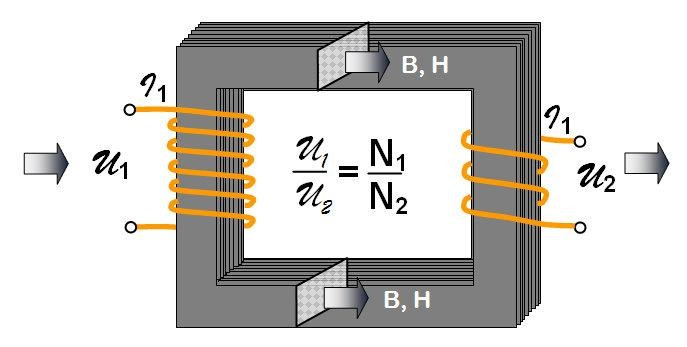 B, H
I₁
I₁
U₁
U₁/U₂ = N₁/N₂
U₂
B, H